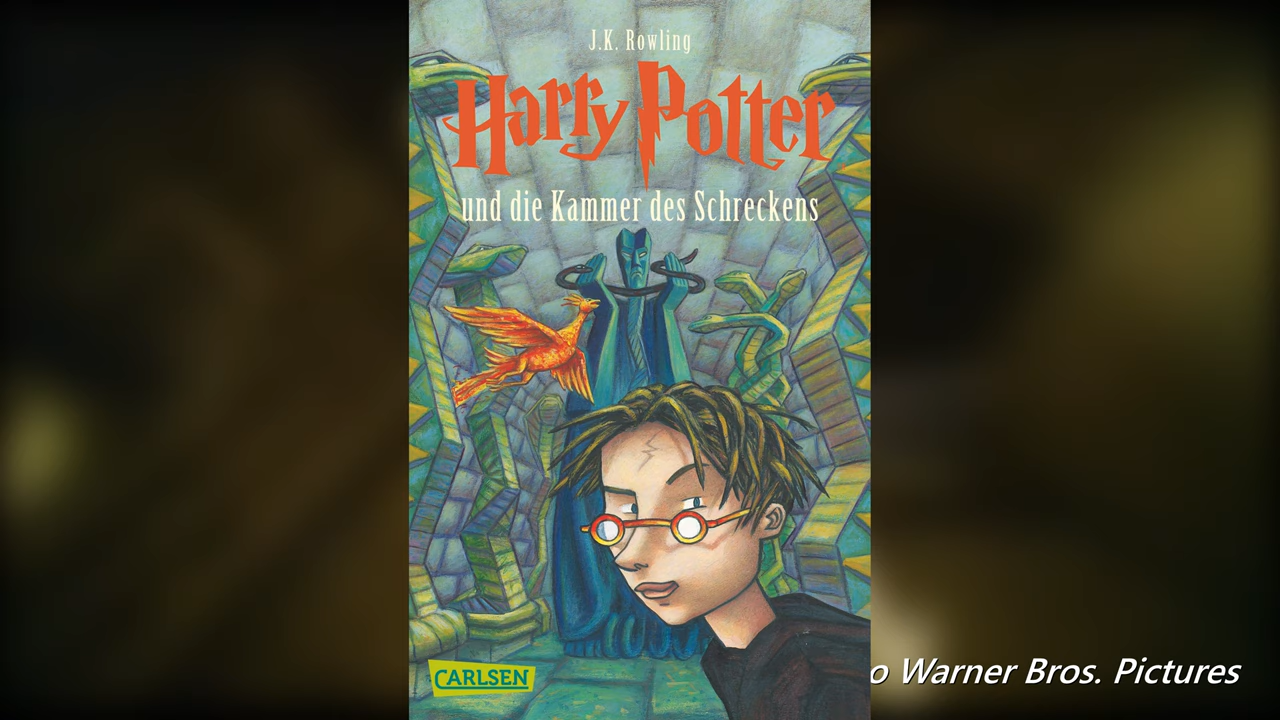 J.K. Rowling
Harry Potter
und die Kammer des Schreckens
CARLSEN
Warner Bros. Pictures